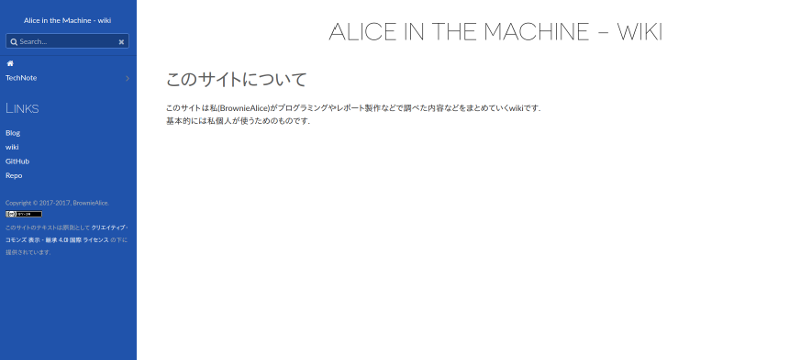 Alice in the Machine - wiki
Search...
TechNote
LINKS
Blog
wiki
GitHub
Repo
Copyright © 2017-2017, BrownieAlice.
このサイトのテキストは原則として クリエイティブ・
コモンズ 表示 - 継承 4.0 国際 ライセンス の下に
提供されています.
ALICE IN THE MACHINE – WIKI
このサイトについて
このサイトは私(BrownieAlice)がプログラミングやレポート製作などで調べた内容などをまとめていくwikiです.
基本的には私個人が使うためのものです.